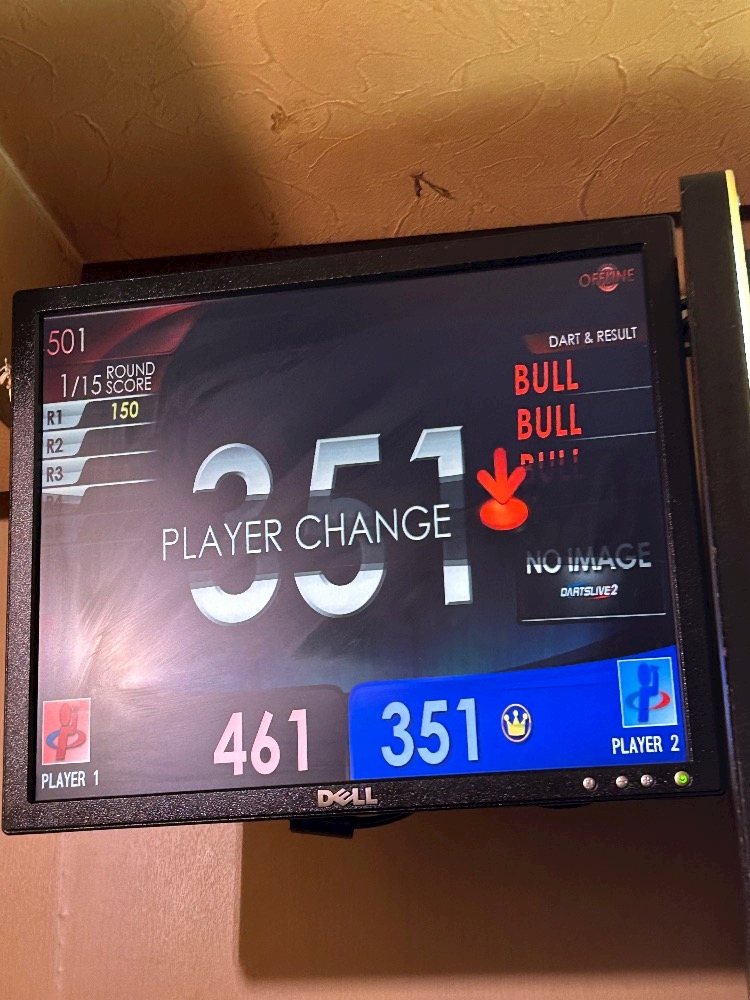 OFFLINE
501
DART & RESULT
1/15 ROUND SCORE
BULL
R1 150
BULL
R2
BULL
R3
351
PLAYER CHANGE
NO IMAGE
DARTSLIVE2
461
351
PLAYER 1
PLAYER 2
DELL